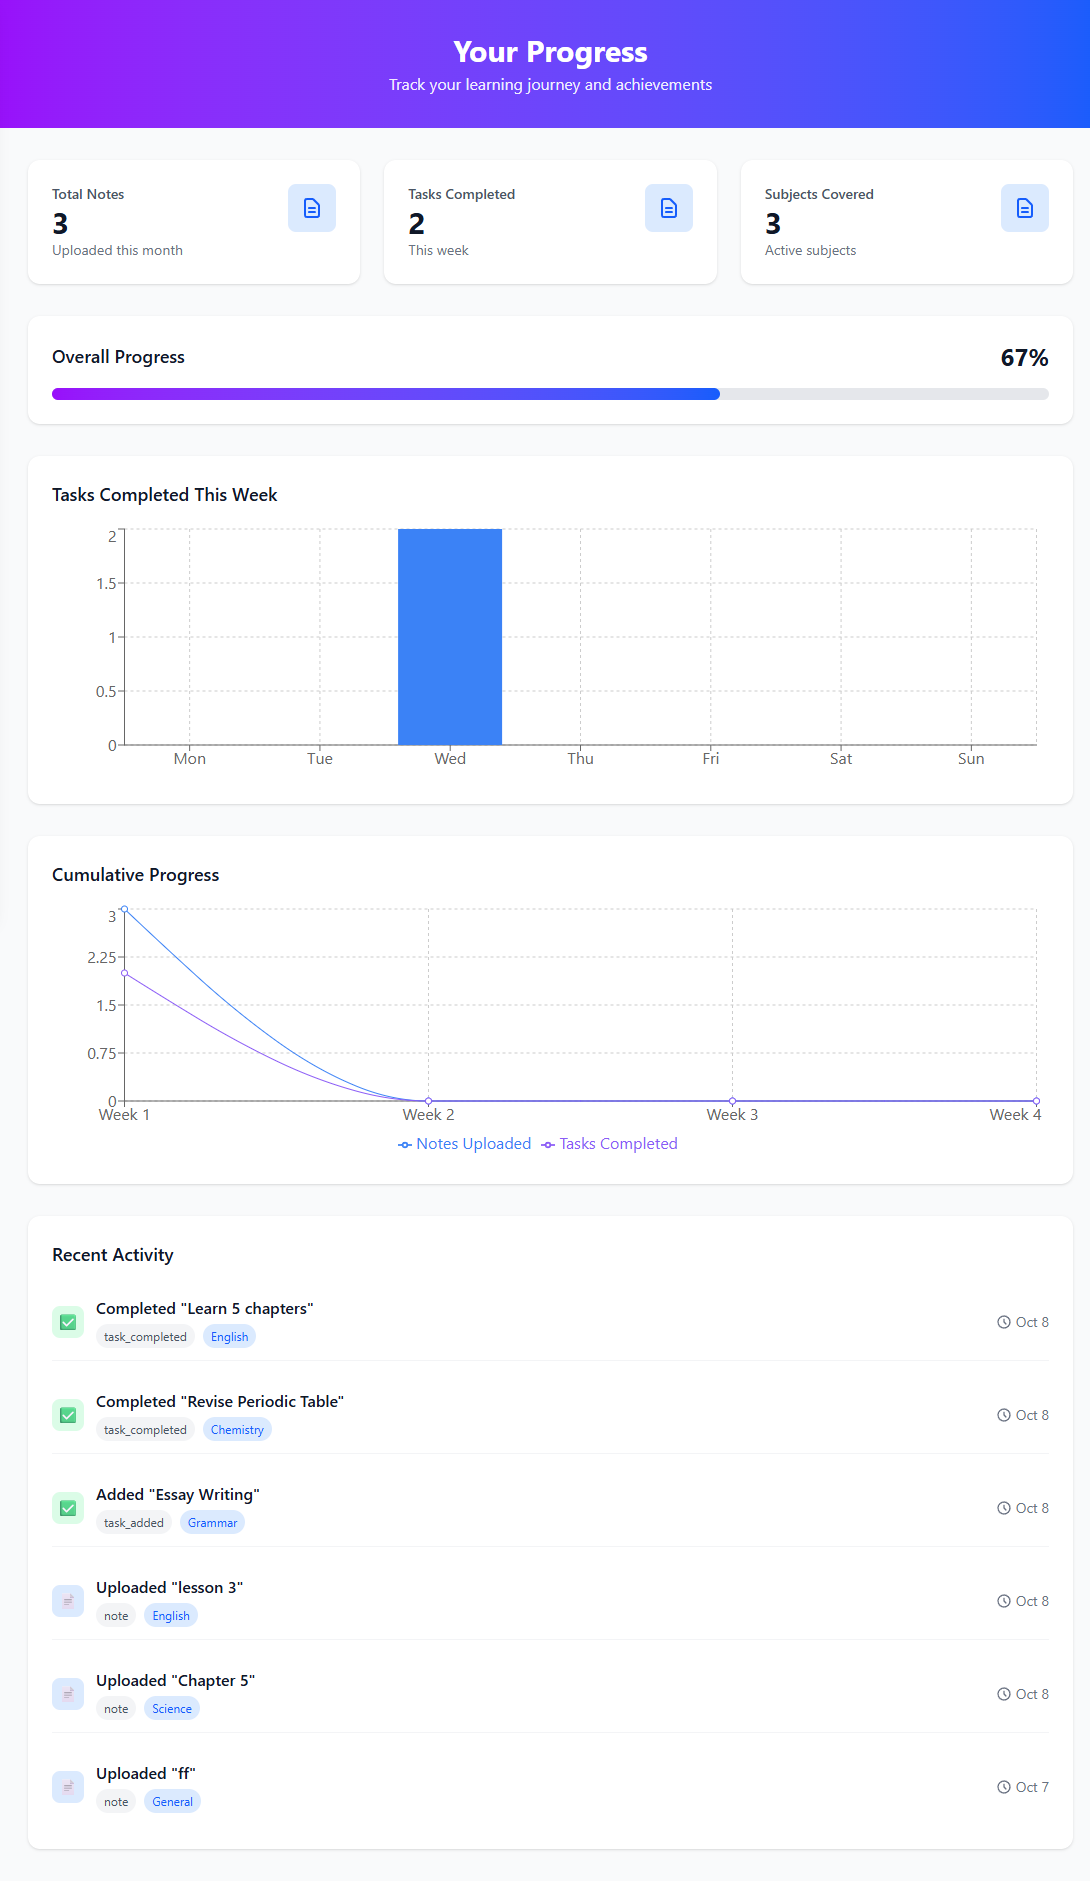 Your Progress
Track your learning journey and achievements
Total Notes
3
Uploaded this month
Tasks Completed
2
This week
Subjects Covered
3
Active subjects
Overall Progress
67%
Tasks Completed This Week
2
1.5
1
0.5
0
Mon Tue Wed Thu Fri Sat Sun
Cumulative Progress
3
2.25
1.5
0.75
0
Week 1 Week 2 Week 3 Week 4
Notes Uploaded Tasks Completed
Recent Activity
Completed "Learn 5 chapters"
task_completed English
Oct 8
Completed "Revise Periodic Table"
task_completed Chemistry
Oct 8
Added "Essay Writing"
task_added Grammar
Oct 8
Uploaded "lesson 3"
note English
Oct 8
Uploaded "Chapter 5"
note Science
Oct 8
Uploaded "ff"
note General
Oct 7